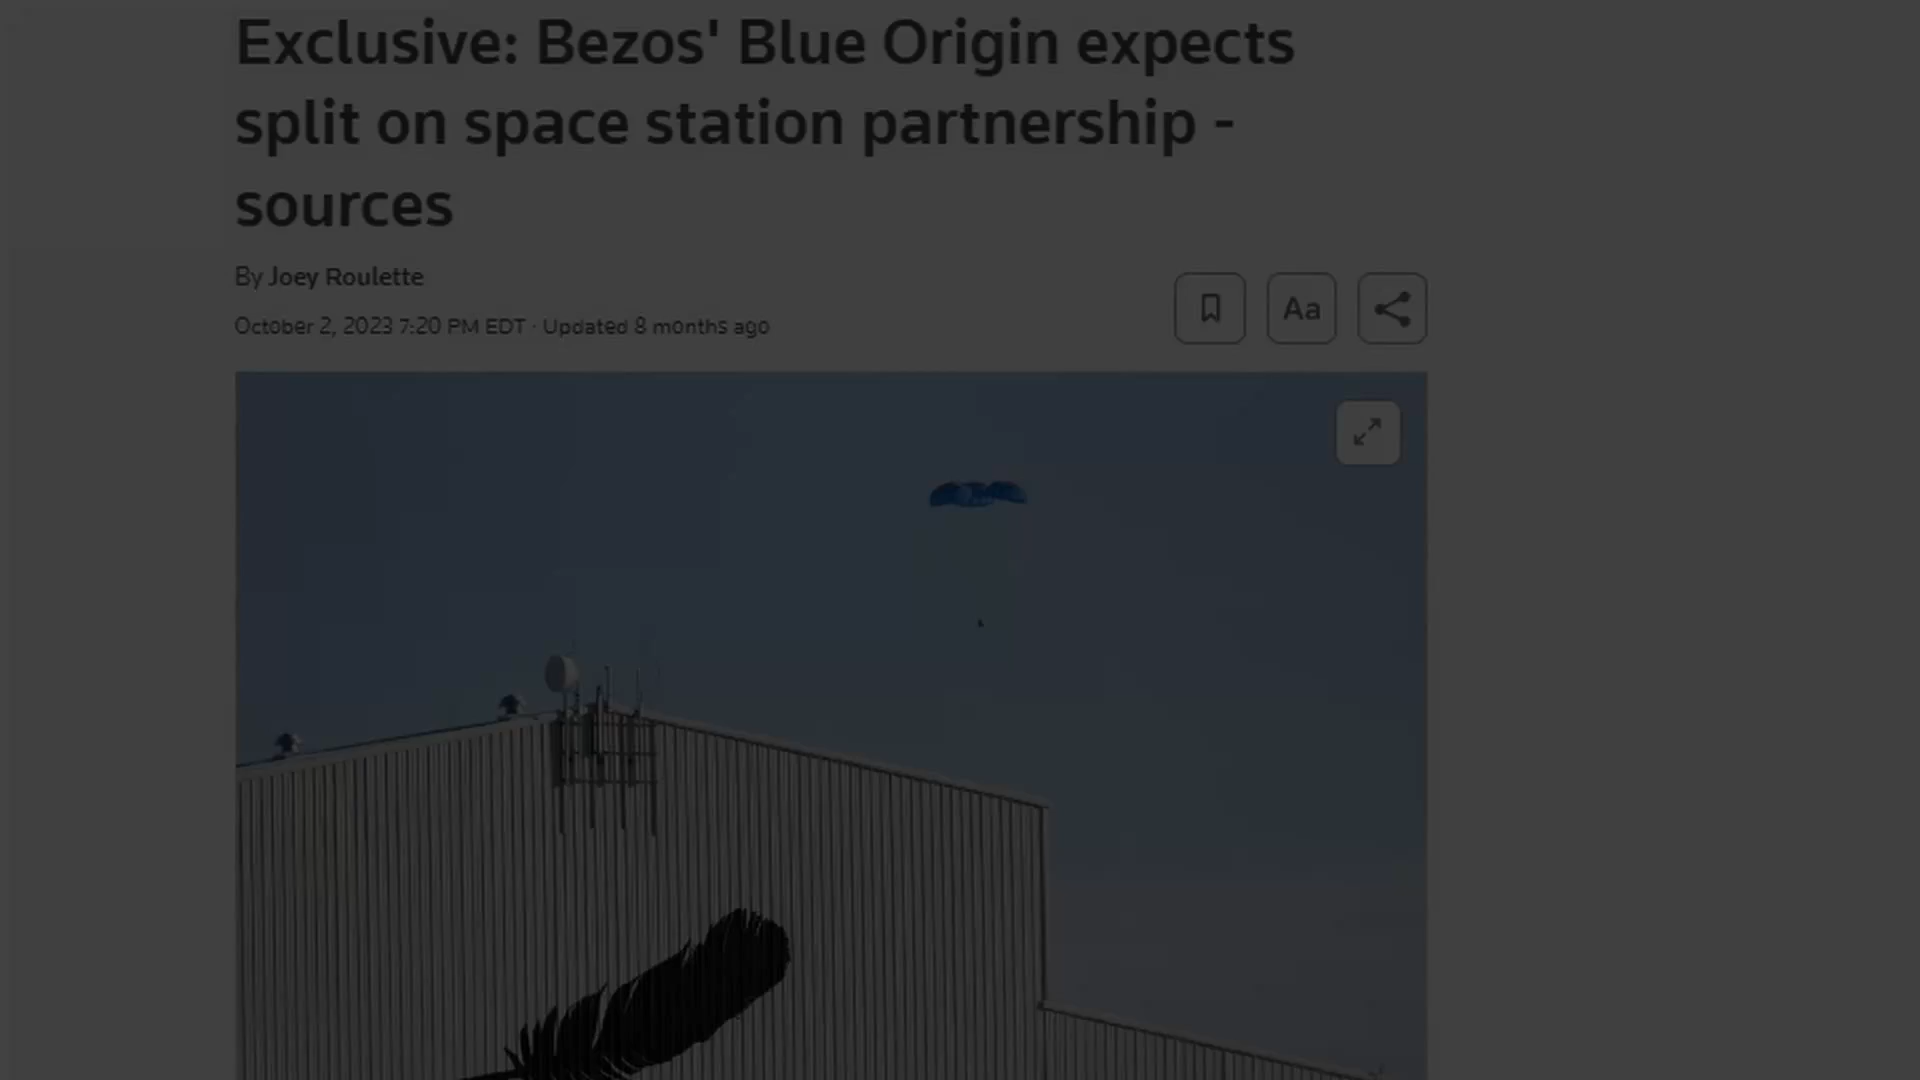 Exclusive: Bezos' Blue Origin expects
split on space station partnership -
sources
By Joey Roulette
October 2, 2023 7:20 PM EDT · Updated 8 months ago
Aa